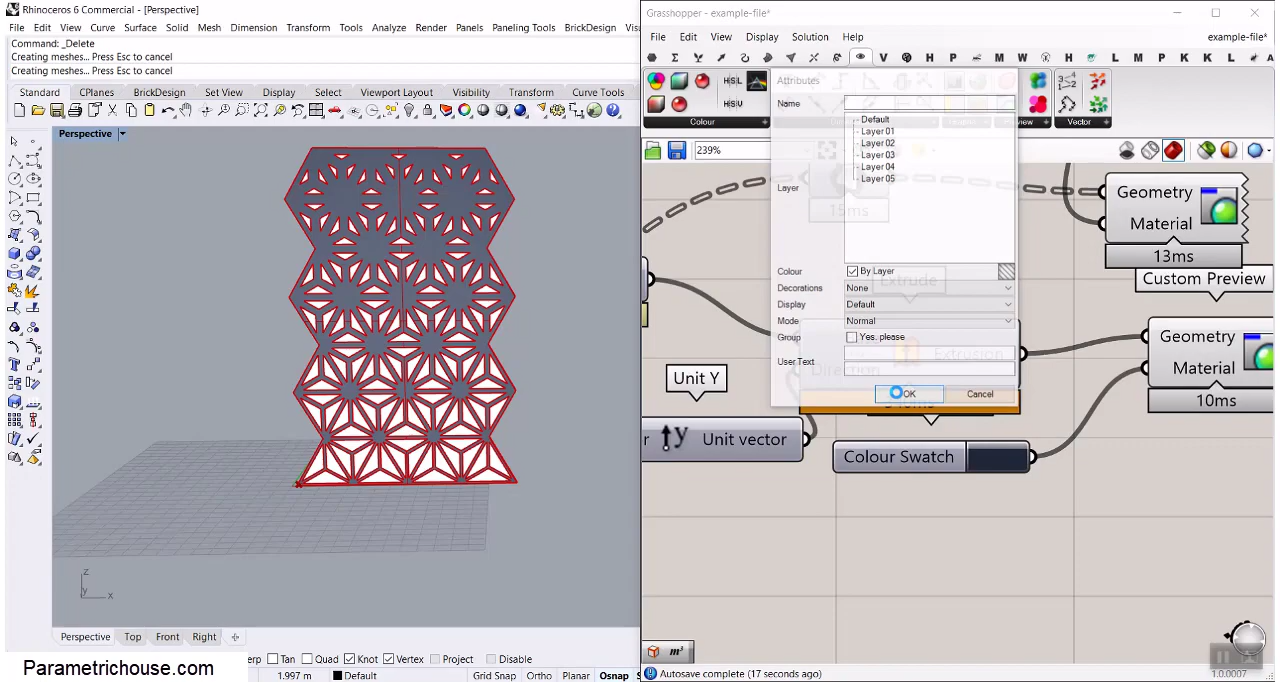 Rhinoceros 6 Commercial - [Perspective]
File Edit View Curve Surface Solid Mesh Dimension Transform Tools Analyze Render Panels Paneling Tools BrickDesign
Command: _Delete
Creating meshes... Press Esc to cancel
Creating meshes... Press Esc to cancel
Standard CPlanes BrickDesign Set View Display Select Viewport Layout Visibility Transform Curve Tools
Perspective
z
y x
Perspective Top Front Right
Tan Quad Knot Vertex Project Disable
1.997 m Default Grid Snap Ortho Planar Osnap
Parametrichouse.com
Grasshopper - example-file*
File Edit View Display Solution Help example-file*
V H P M W H L M P K K L A
H|S|L
H|S|V
Colour
Vector
239%
Attributes
Name
Default
Layer 01
Layer 02
Layer 03
Layer 04
Layer 05
Layer
Colour By Layer
Decorations None
Display Default
Mode Normal
Group Yes. please
User Text
OK Cancel
15ms
Extrude
Direction
Extrusion
Geometry
Material
13ms
Custom Preview
Geometry
Material
10ms
Unit Y
y Unit vector
Colour Swatch
m³
Autosave complete (17 seconds ago)
1.0.0007